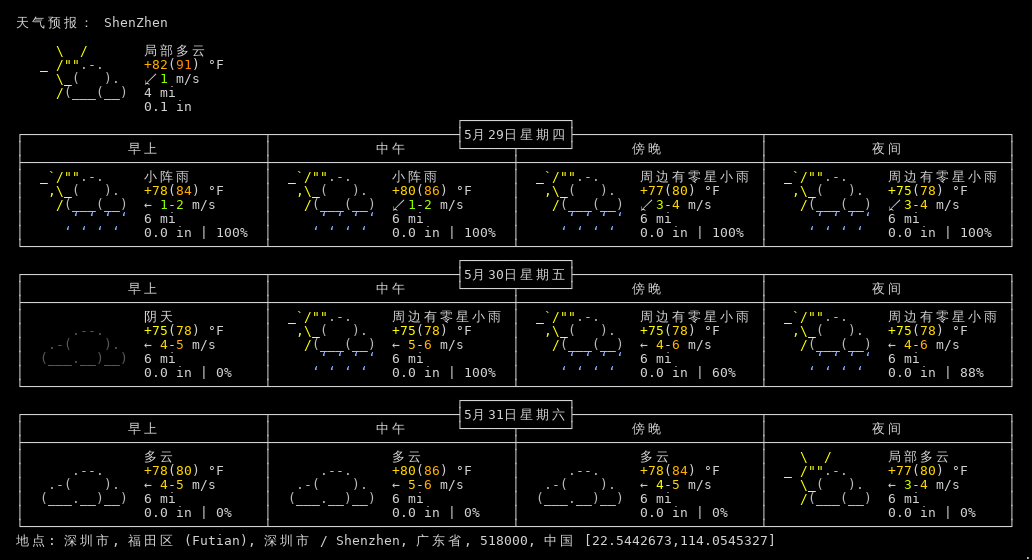 天气预报： ShenZhen
局部多云
+82(91) °F
↙ 1 m/s
4 mi
0.1 in
5月29日星期四
早上 中午 傍晚 夜间
小阵雨 小阵雨 周边有零星小雨 周边有零星小雨
+78(84) °F +80(86) °F +77(80) °F +75(78) °F
← 1-2 m/s ↙ 1-2 m/s ↙ 3-4 m/s ↙ 3-4 m/s
6 mi 6 mi 6 mi 6 mi
0.0 in | 100% 0.0 in | 100% 0.0 in | 100% 0.0 in | 100%
5月30日星期五
早上 中午 傍晚 夜间
阴天 周边有零星小雨 周边有零星小雨 周边有零星小雨
+75(78) °F +75(78) °F +75(78) °F +75(78) °F
← 4-5 m/s ← 5-6 m/s ← 4-6 m/s ← 4-6 m/s
6 mi 6 mi 6 mi 6 mi
0.0 in | 0% 0.0 in | 100% 0.0 in | 60% 0.0 in | 88%
5月31日星期六
早上 中午 傍晚 夜间
多云 多云 多云 局部多云
+78(80) °F +80(86) °F +78(84) °F +77(80) °F
← 4-5 m/s ← 5-6 m/s ← 4-5 m/s ← 3-4 m/s
6 mi 6 mi 6 mi 6 mi
0.0 in | 0% 0.0 in | 0% 0.0 in | 0% 0.0 in | 0%
地点: 深圳市, 福田区 (Futian), 深圳市 / Shenzhen, 广东省, 518000, 中国 [22.5442673,114.0545327]